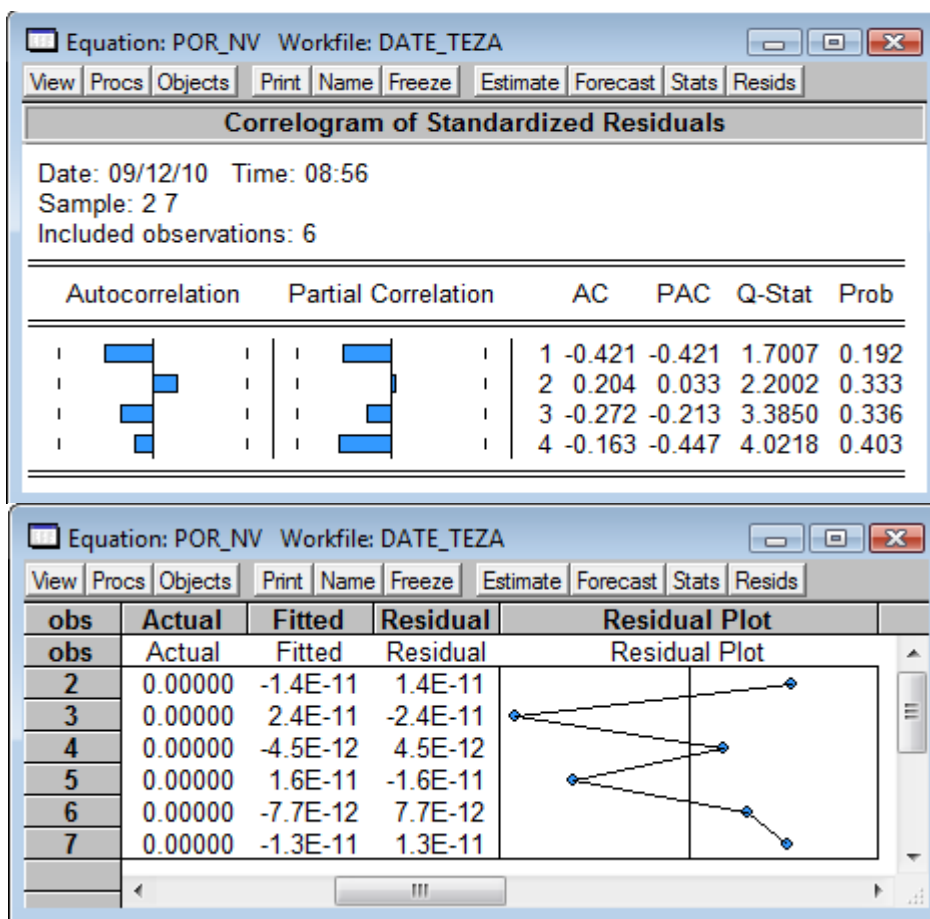 Equation: POR_NV Workfile: DATE_TEZA
View Procs Objects Print Name Freeze Estimate Forecast Stats Resids
Correlogram of Standardized Residuals
Date: 09/12/10 Time: 08:56
Sample: 2 7
Included observations: 6
Autocorrelation Partial Correlation AC PAC Q-Stat Prob
1 -0.421 -0.421 1.7007 0.192
2 0.204 0.033 2.2002 0.333
3 -0.272 -0.213 3.3850 0.336
4 -0.163 -0.447 4.0218 0.403
Equation: POR_NV Workfile: DATE_TEZA
View Procs Objects Print Name Freeze Estimate Forecast Stats Resids
obs Actual Fitted Residual Residual Plot
obs Actual Fitted Residual Residual Plot
2 0.00000 -1.4E-11 1.4E-11
3 0.00000 2.4E-11 -2.4E-11
4 0.00000 -4.5E-12 4.5E-12
5 0.00000 1.6E-11 -1.6E-11
6 0.00000 -7.7E-12 7.7E-12
7 0.00000 -1.3E-11 1.3E-11